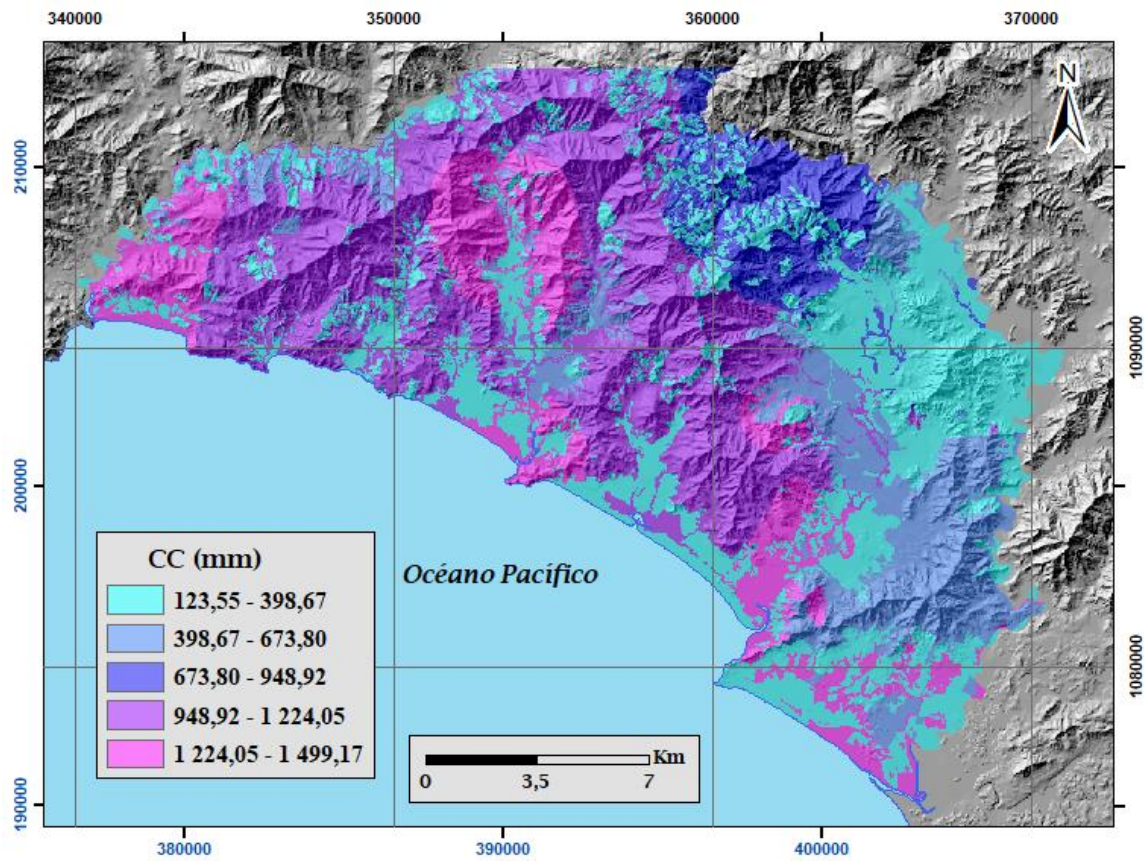 340000 350000 360000 370000
N
210000
1090000
200000
CC (mm)
123,55 - 398,67
398,67 - 673,80
673,80 - 948,92
948,92 - 1 224,05
1 224,05 - 1 499,17
Océano Pacífico
Km
0 3,5 7
1080000
190000
380000 390000 400000